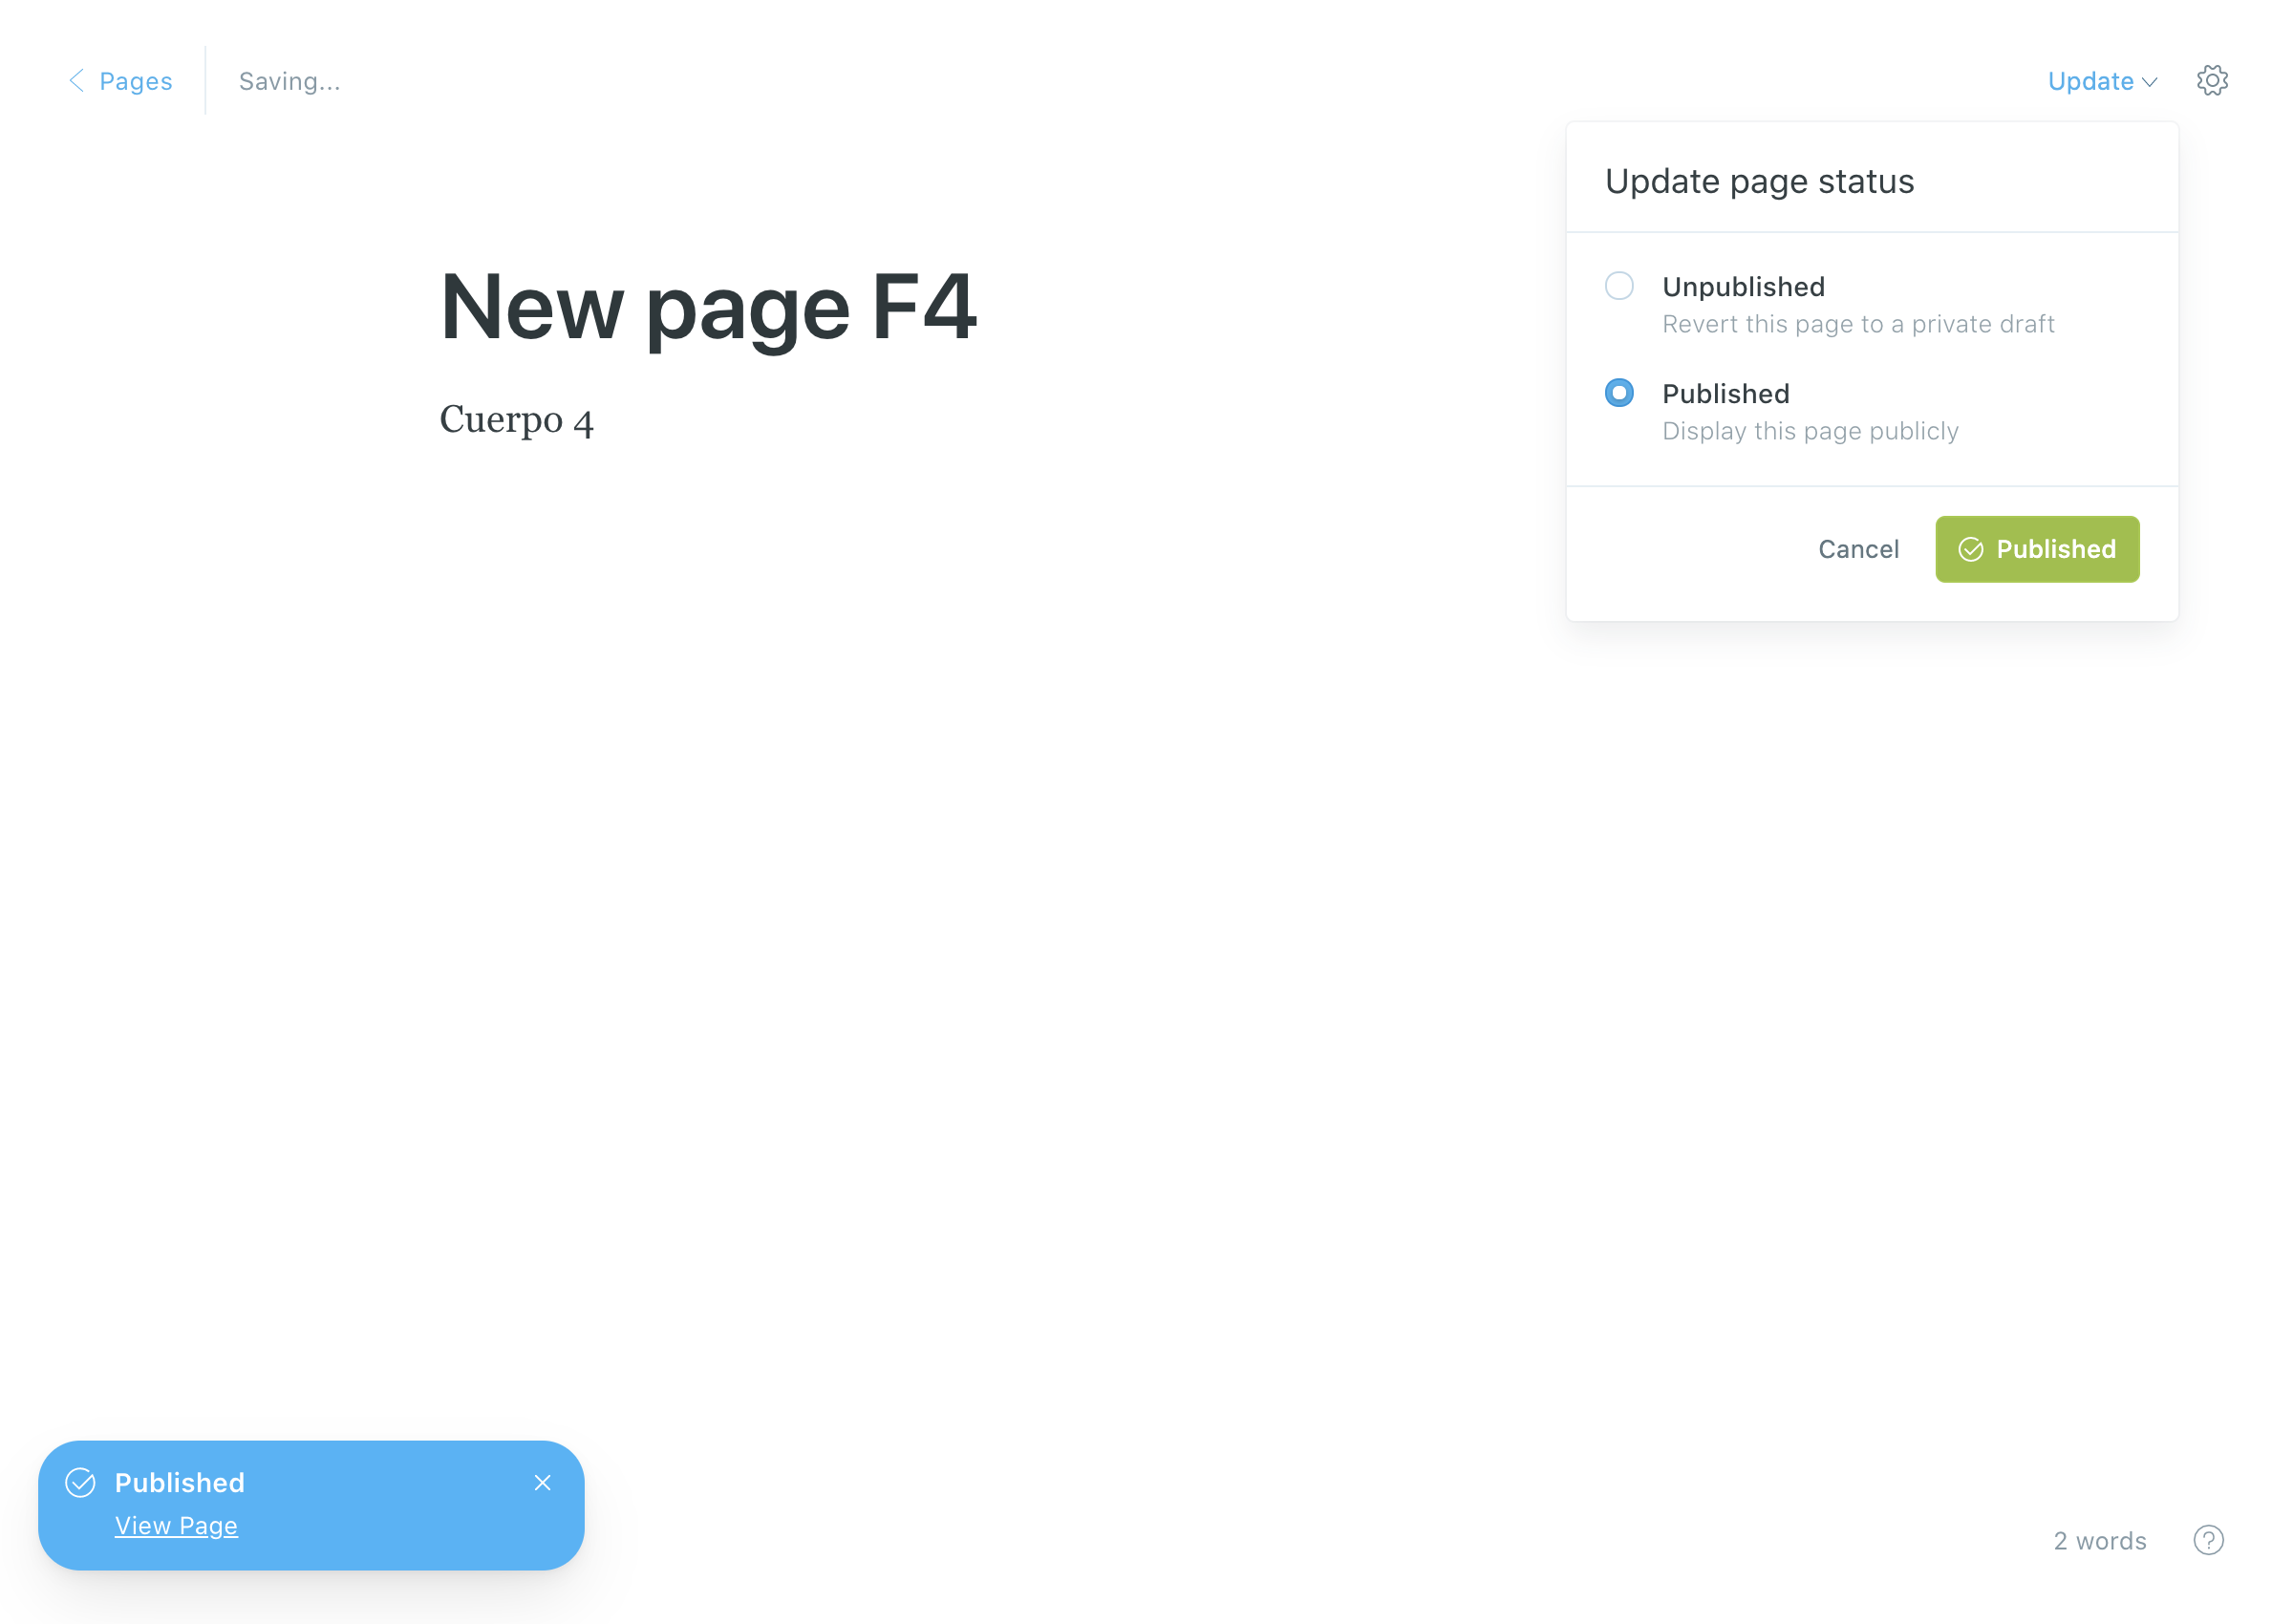 Pages
Saving...
Update
Update page status
New page F4
Unpublished
Revert this page to a private draft
Published
Display this page publicly
Cuerpo 4
Cancel
Published
Published
View Page
2 words
?